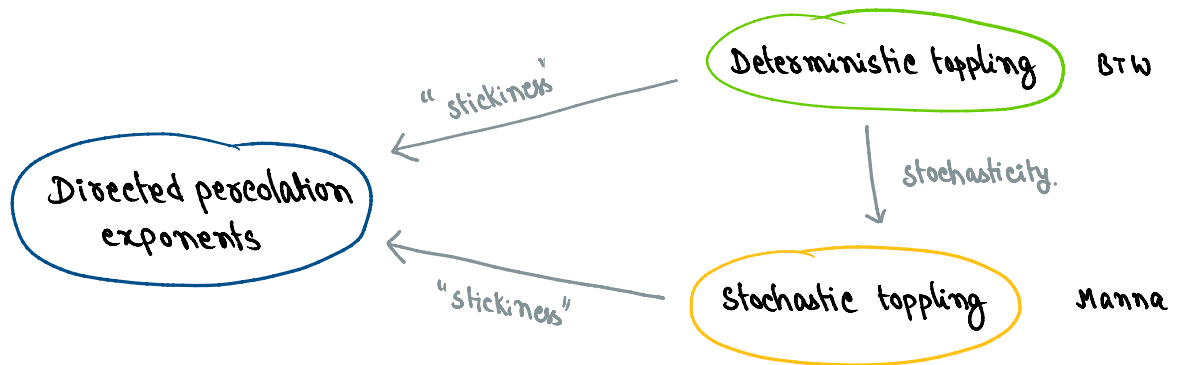 Deterministic toppling BTW
"stickiness"
Directed percolation
exponents
stochasticity.
"stickiness"
Stochastic toppling Manna